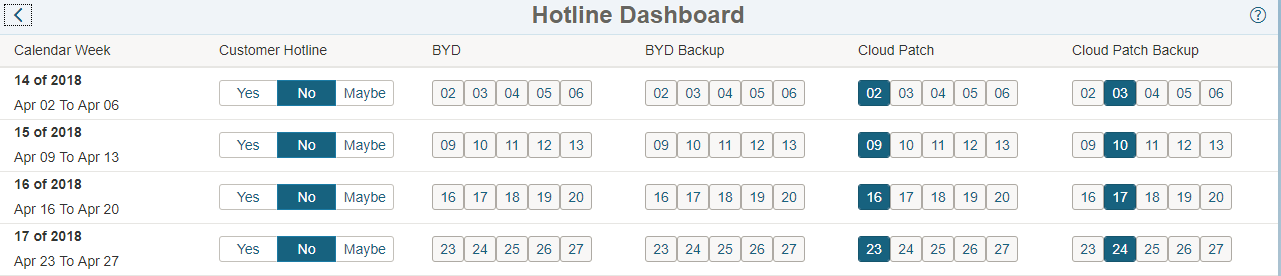 Hotline Dashboard
Calendar Week Customer Hotline BYD BYD Backup Cloud Patch Cloud Patch Backup
14 of 2018
Yes No Maybe 02 03 04 05 06 02 03 04 05 06 02 03 04 05 06 02 03 04 05 06
Apr 02 To Apr 06
15 of 2018
Yes No Maybe 09 10 11 12 13 09 10 11 12 13 09 10 11 12 13 09 10 11 12 13
Apr 09 To Apr 13
16 of 2018
Yes No Maybe 16 17 18 19 20 16 17 18 19 20 16 17 18 19 20 16 17 18 19 20
Apr 16 To Apr 20
17 of 2018
Yes No Maybe 23 24 25 26 27 23 24 25 26 27 23 24 25 26 27 23 24 25 26 27
Apr 23 To Apr 27